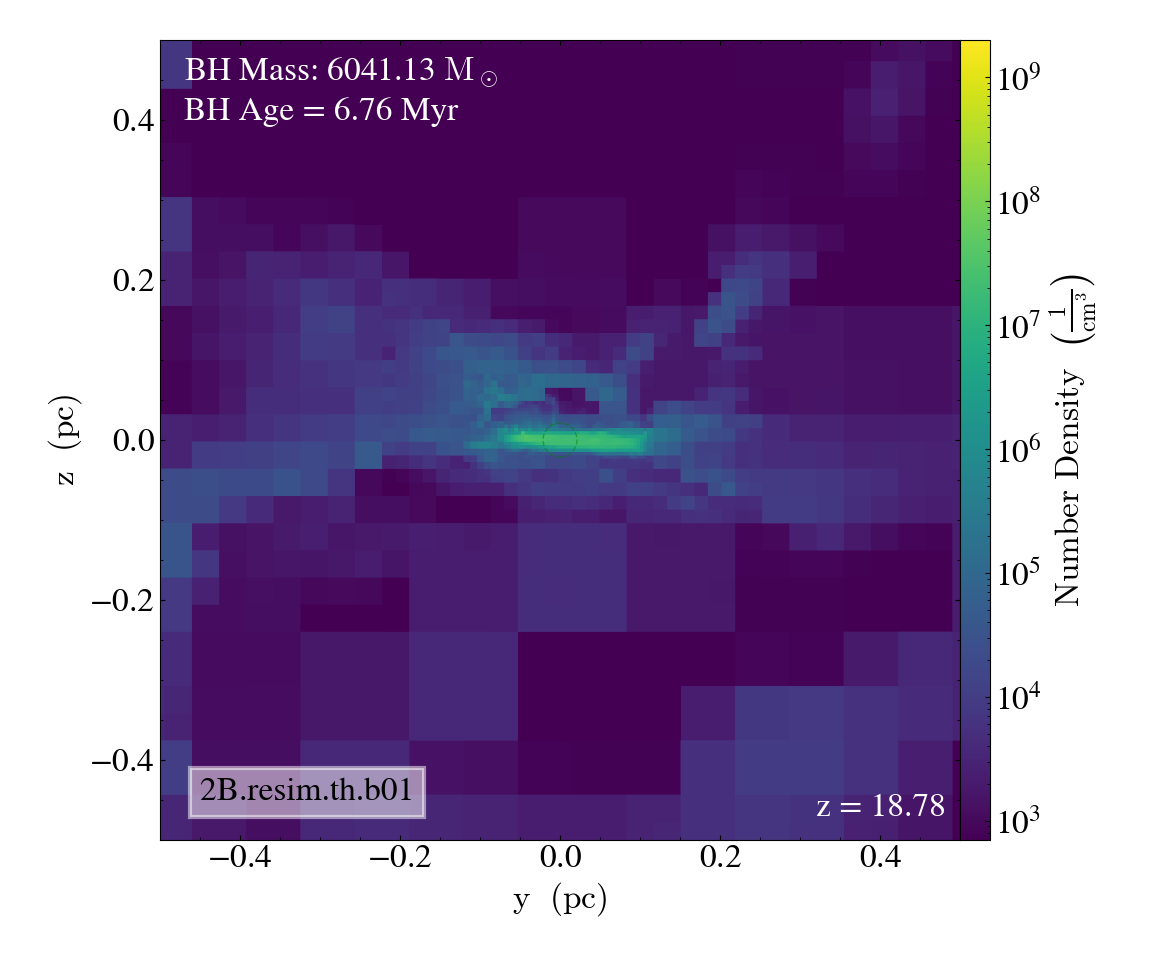 BH Mass: 6041.13 M⊙
BH Age = 6.76 Myr
0.4
0.2
0.0
−0.2
−0.4
z (pc)
2B.resim.th.b01
z = 18.78
−0.4 −0.2 0.0 0.2 0.4
y (pc)
10⁹
10⁸
10⁷
10⁶
10⁵
10⁴
10³
Number Density (1/cm³)